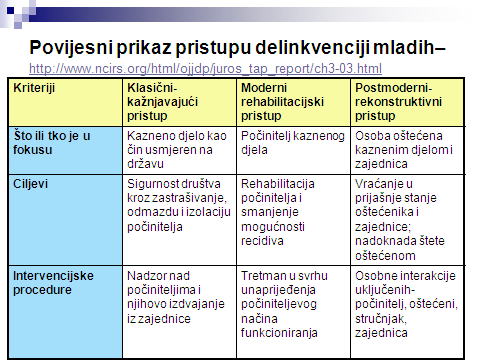 Povijesni prikaz pristupu delinkvenciji mladih–
http://www.ncjrs.org/html/ojjdp/juros_tap_report/ch3-03.html
Kriteriji
Klasični-
kažnjavajući
pristup
Moderni
rehabilitacijski
pristup
Postmoderni-
rekonstruktivni
pristup
Što ili tko je u
fokusu
Kazneno djelo kao
čin usmjeren na
državu
Počinitelj kaznenog
djela
Osoba oštećena
kaznenim djelom i
zajednica
Ciljevi
Sigurnost društva
kroz zastrašivanje,
odmazdu i izolaciju
počinitelja
Rehabilitacija
počinitelja i
smanjenje
mogućnosti
recidiva
Vraćanje u
prijašnje stanje
oštećenika i
zajednice;
nadoknada štete
oštećenom
Intervencijske
procedure
Nadzor nad
počiniteljima i
njihovo izdvajanje
iz zajednice
Tretman u svrhu
unaprijeđenja
počiniteljevog
načina
funkcioniranja
Osobne interakcije
uključenih-
počinitelj, oštećeni,
stručnjak,
zajednica